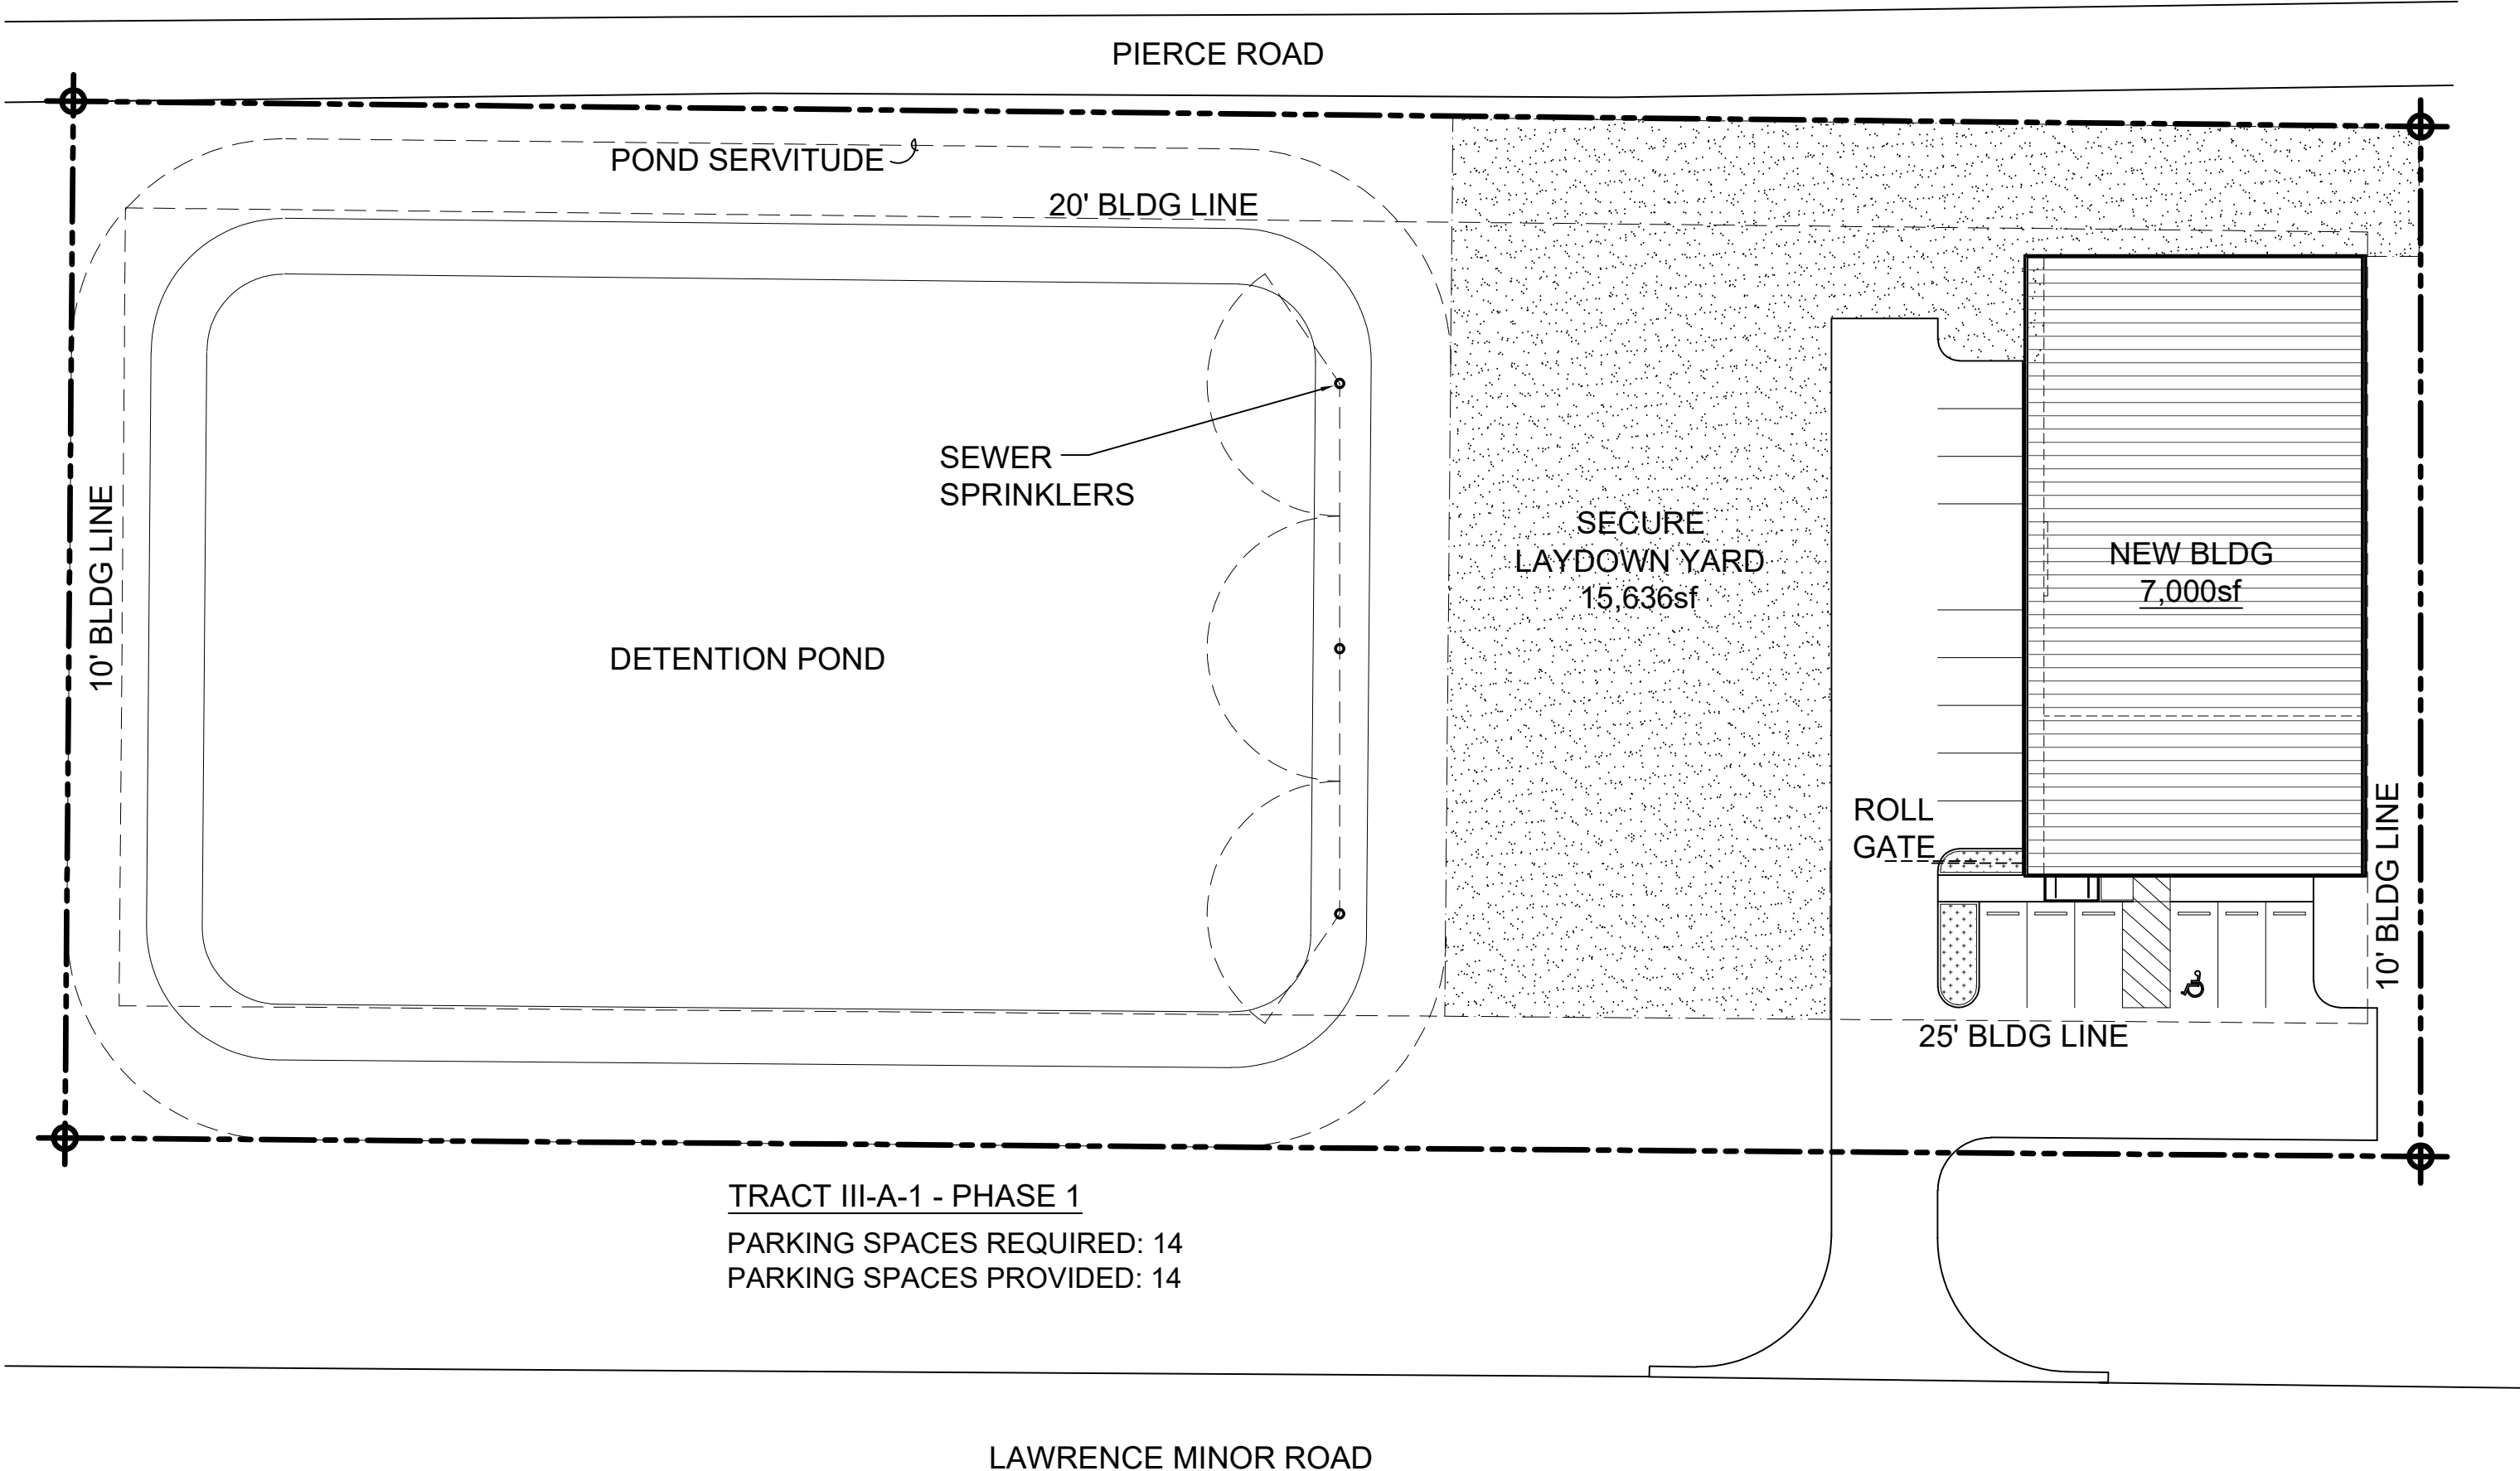 PIERCE ROAD
POND SERVITUDE
20' BLDG LINE
SEWER
SPRINKLERS
10' BLDG LINE
SECURE
LAYDOWN YARD
15,636sf
NEW BLDG
7,000sf
DETENTION POND
ROLL
GATE
10' BLDG LINE
25' BLDG LINE
TRACT III-A-1 - PHASE 1
PARKING SPACES REQUIRED: 14
PARKING SPACES PROVIDED: 14
LAWRENCE MINOR ROAD